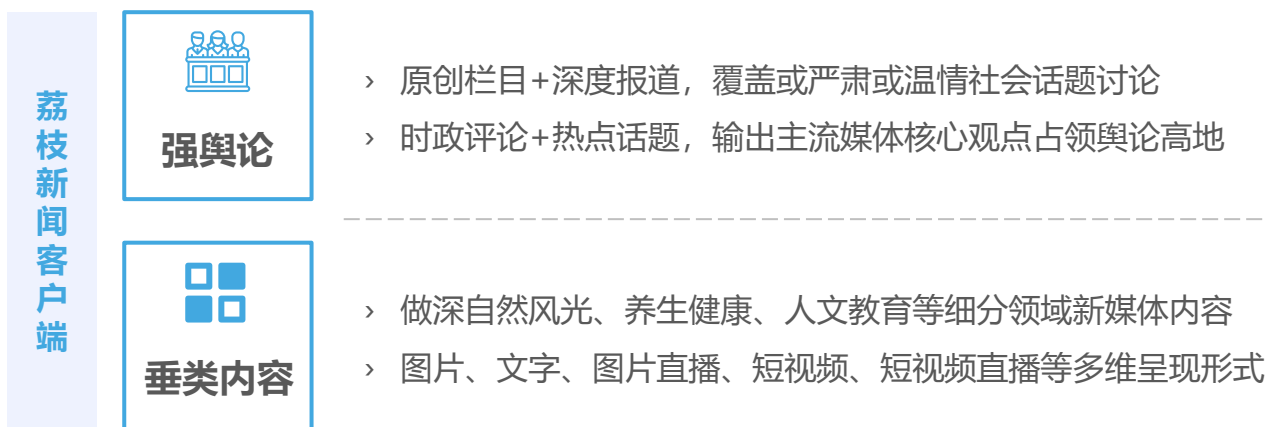 荔枝新闻客户端
强舆论
› 原创栏目+深度报道，覆盖或严肃或温情社会话题讨论
› 时政评论+热点话题，输出主流媒体核心观点占领舆论高地
垂类内容
› 做深自然风光、养生健康、人文教育等细分领域新媒体内容
› 图片、文字、图片直播、短视频、短视频直播等多维呈现形式